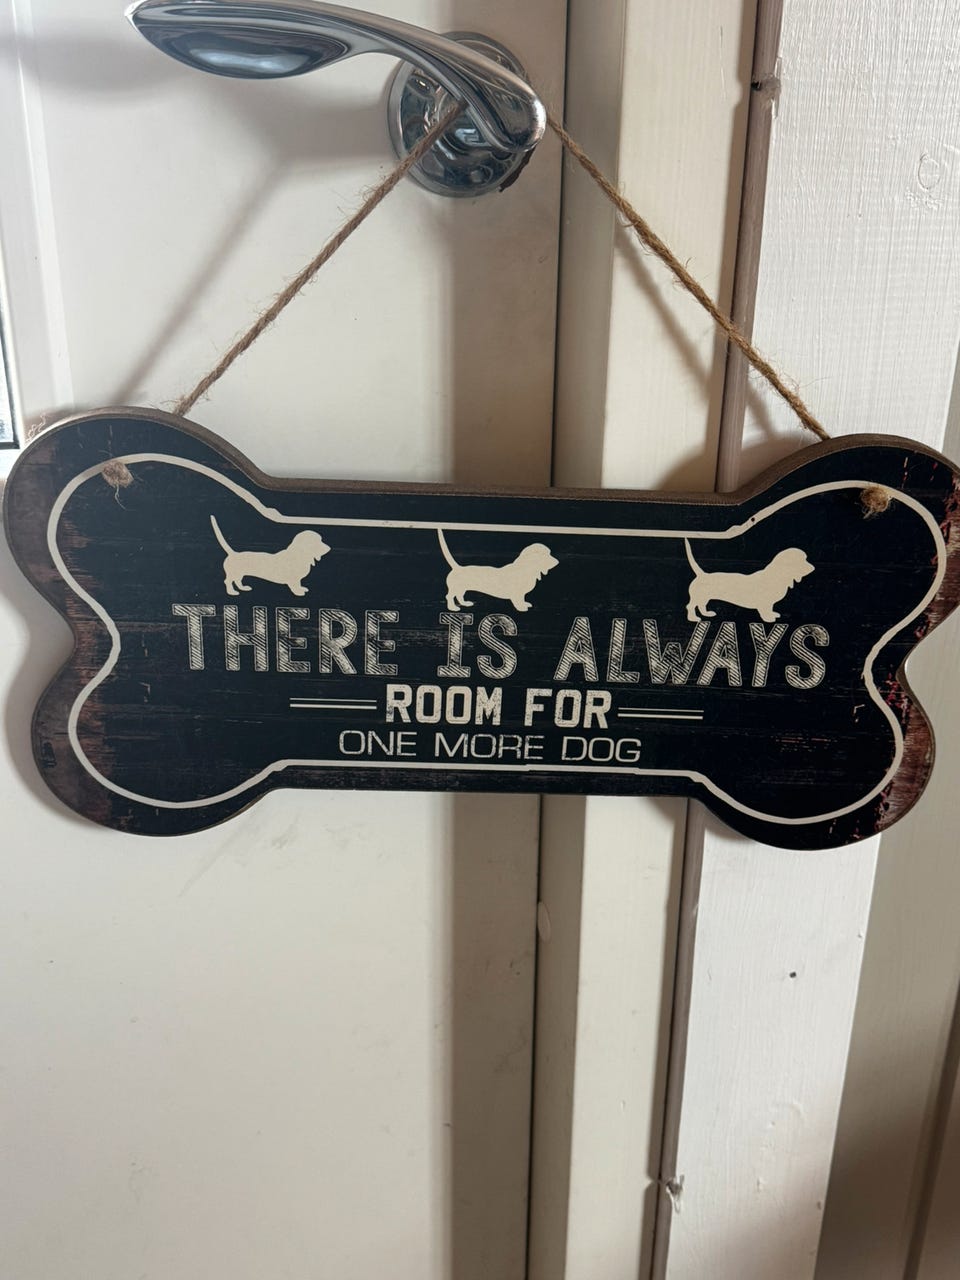 THERE IS ALWAYS
ROOM FOR
ONE MORE DOG